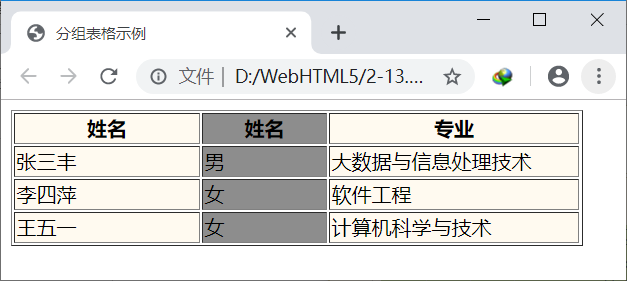 分组表格示例
文件 | D:/WebHTML5/2-13....
姓名 姓名 专业
张三丰 男 大数据与信息处理技术
李四萍 女 软件工程
王五一 女 计算机科学与技术